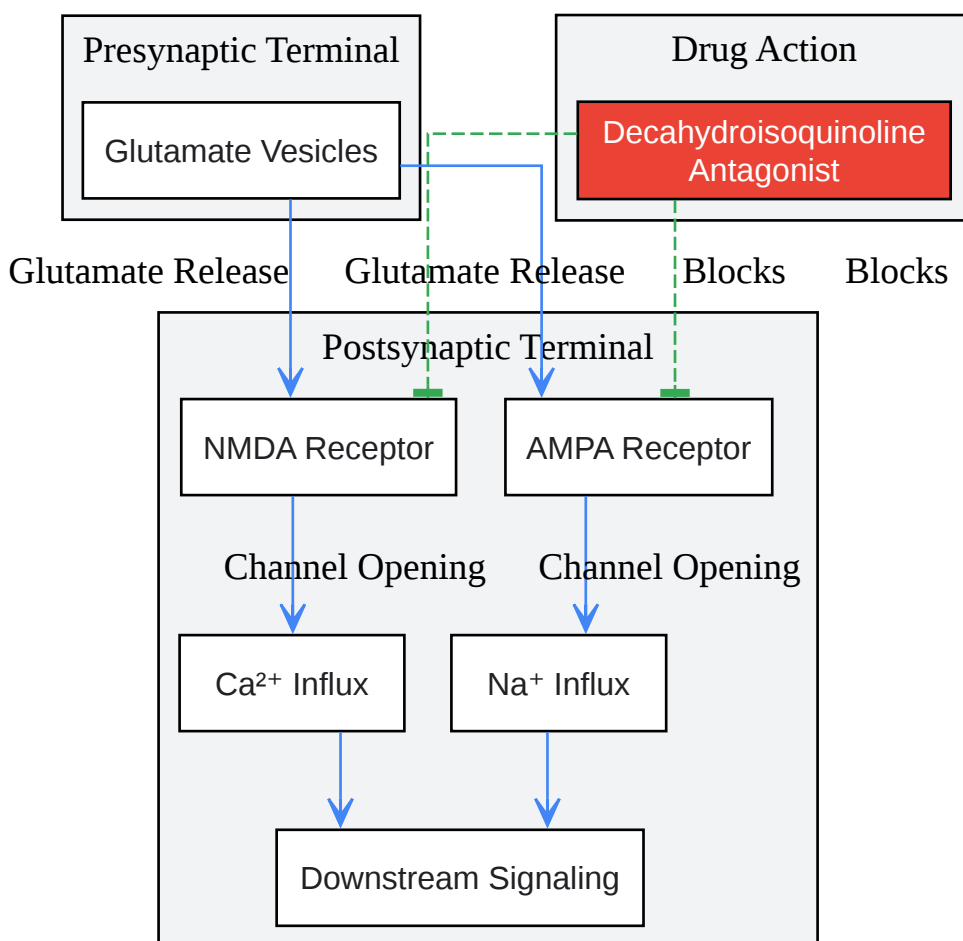 Presynaptic Terminal
Drug Action
Glutamate Vesicles
Decahydroisoquinoline
Antagonist
Glutamate Release
Glutamate Release
Blocks
Blocks
Postsynaptic Terminal
NMDA Receptor
AMPA Receptor
Channel Opening
Channel Opening
Ca²⁺ Influx
Na⁺ Influx
Downstream Signaling